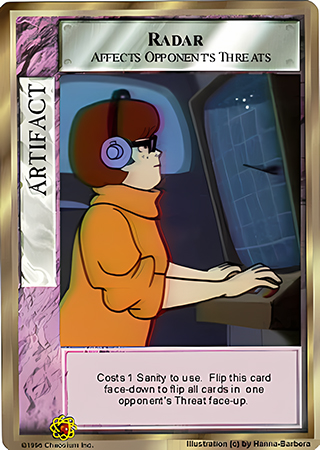 RADAR
AFFECTS OPPONENT'S THREATS
ARTIFACT
Costs 1 Sanity to use. Flip this card
face-down to flip all cards in one
opponent's Threat face-up.
©1996 Chaosium Inc.
Illustration (c) by Hanna-Barbera